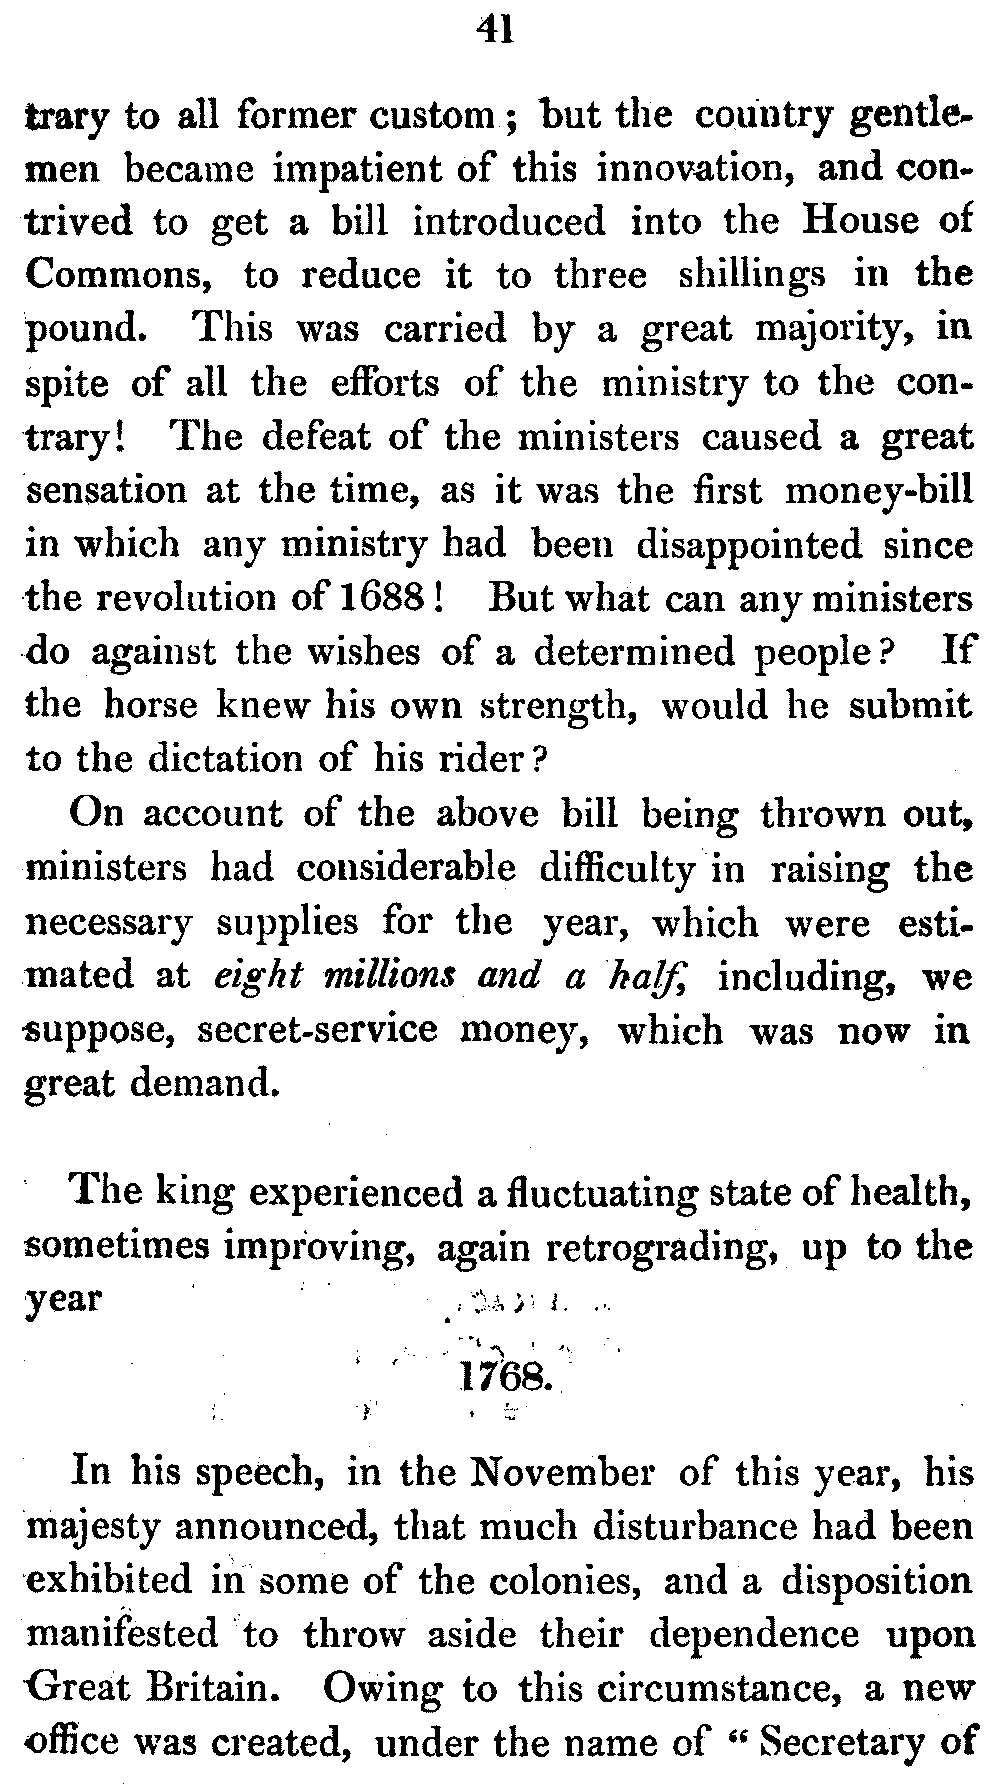 41
trary to all former custom; but the country gentle-
men became impatient of this innovation, and con-
trived to get a bill introduced into the House of
Commons, to reduce it to three shillings in the
pound. This was carried by a great majority, in
spite of all the efforts of the ministry to the con-
trary! The defeat of the ministers caused a great
sensation at the time, as it was the first money-bill
in which any ministry had been disappointed since
the revolution of 1688! But what can any ministers
do against the wishes of a determined people? If
the horse knew his own strength, would he submit
to the dictation of his rider?
On account of the above bill being thrown out,
ministers had considerable difficulty in raising the
necessary supplies for the year, which were esti-
mated at eight millions and a half, including, we
suppose, secret-service money, which was now in
great demand.
The king experienced a fluctuating state of health,
sometimes improving, again retrograding, up to the
year
1768.
In his speech, in the November of this year, his
majesty announced, that much disturbance had been
exhibited in some of the colonies, and a disposition
manifested to throw aside their dependence upon
Great Britain. Owing to this circumstance, a new
office was created, under the name of “ Secretary of